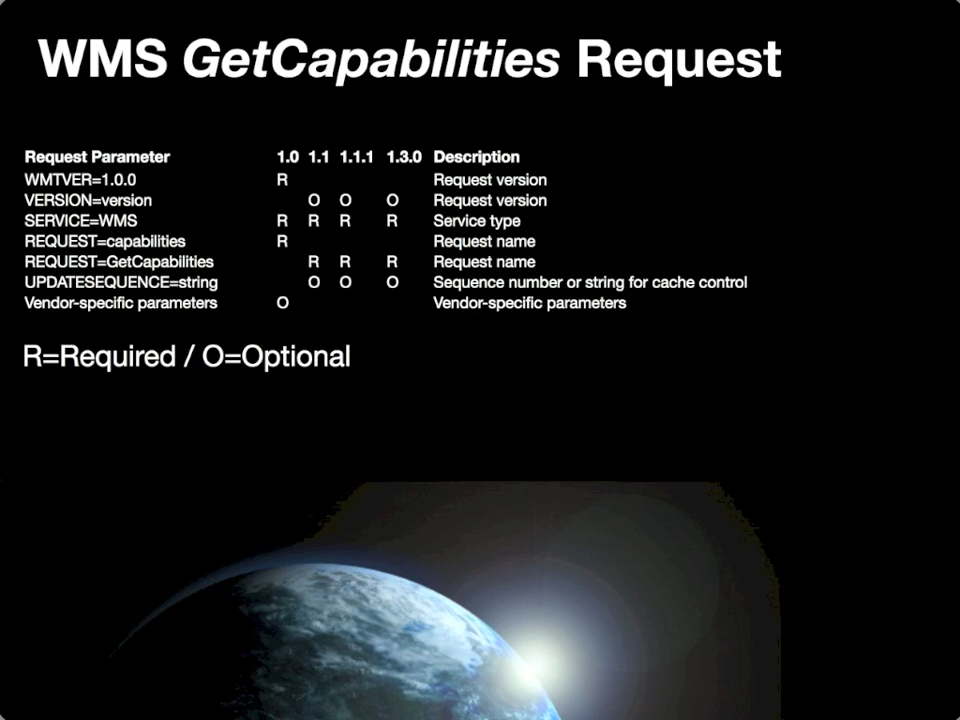 WMS GetCapabilities Request
Request Parameter 1.0 1.1 1.1.1 1.3.0 Description
WMTVER=1.0.0 R Request version
VERSION=version O O O Request version
SERVICE=WMS R R R R Service type
REQUEST=capabilities R Request name
REQUEST=GetCapabilities R R R Request name
UPDATESEQUENCE=string O O O Sequence number or string for cache control
Vendor-specific parameters O Vendor-specific parameters
R=Required / O=Optional